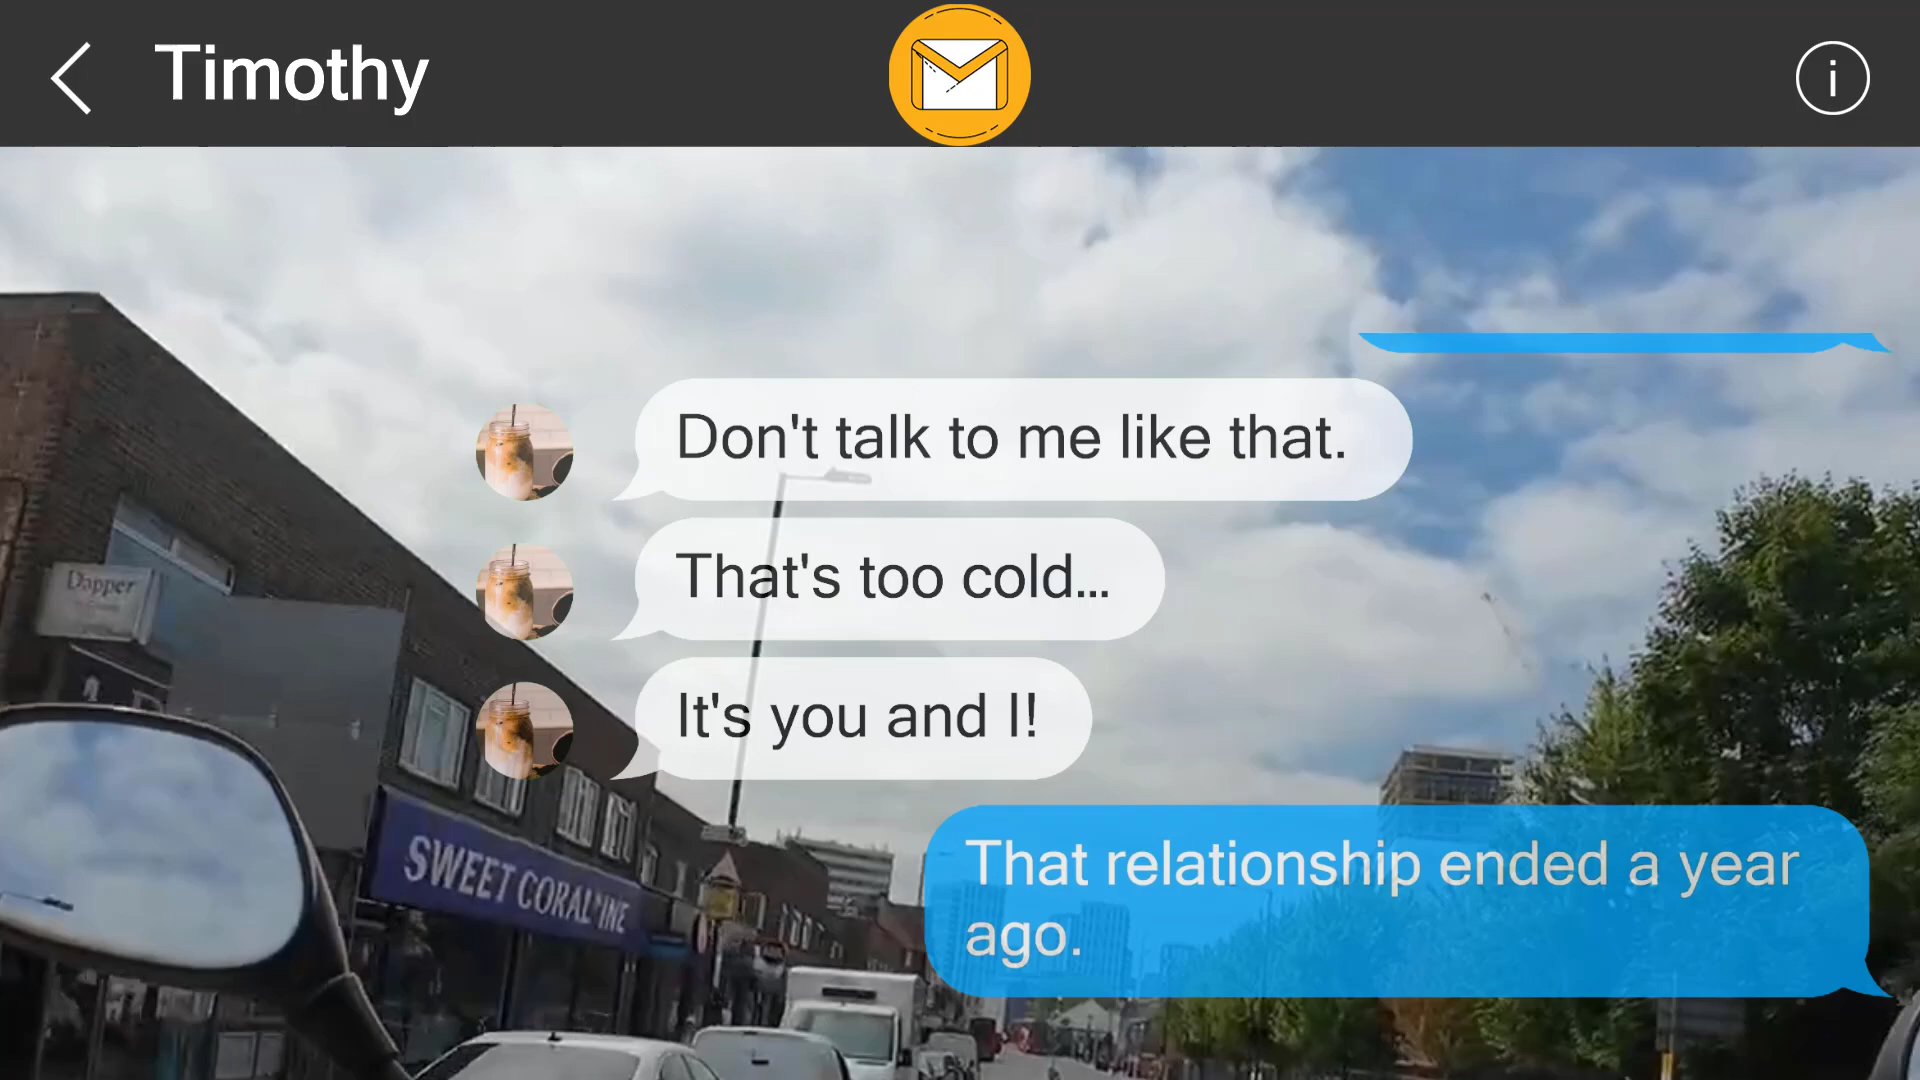 Timothy
i
Don't talk to me like that.
That's too cold...
It's you and I!
That relationship ended a year
ago.
Dapper
SWEET CORAL